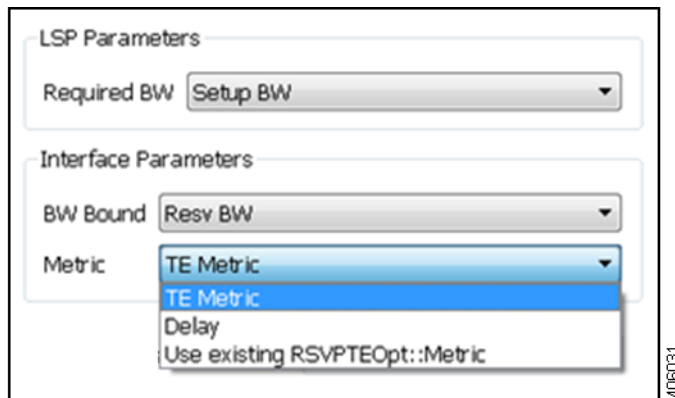 LSP Parameters
Required BW Setup BW
Interface Parameters
BW Bound Resv BW
Metric TE Metric
TE Metric
Delay
Use existing RSVPTEOpt::Metric
406031